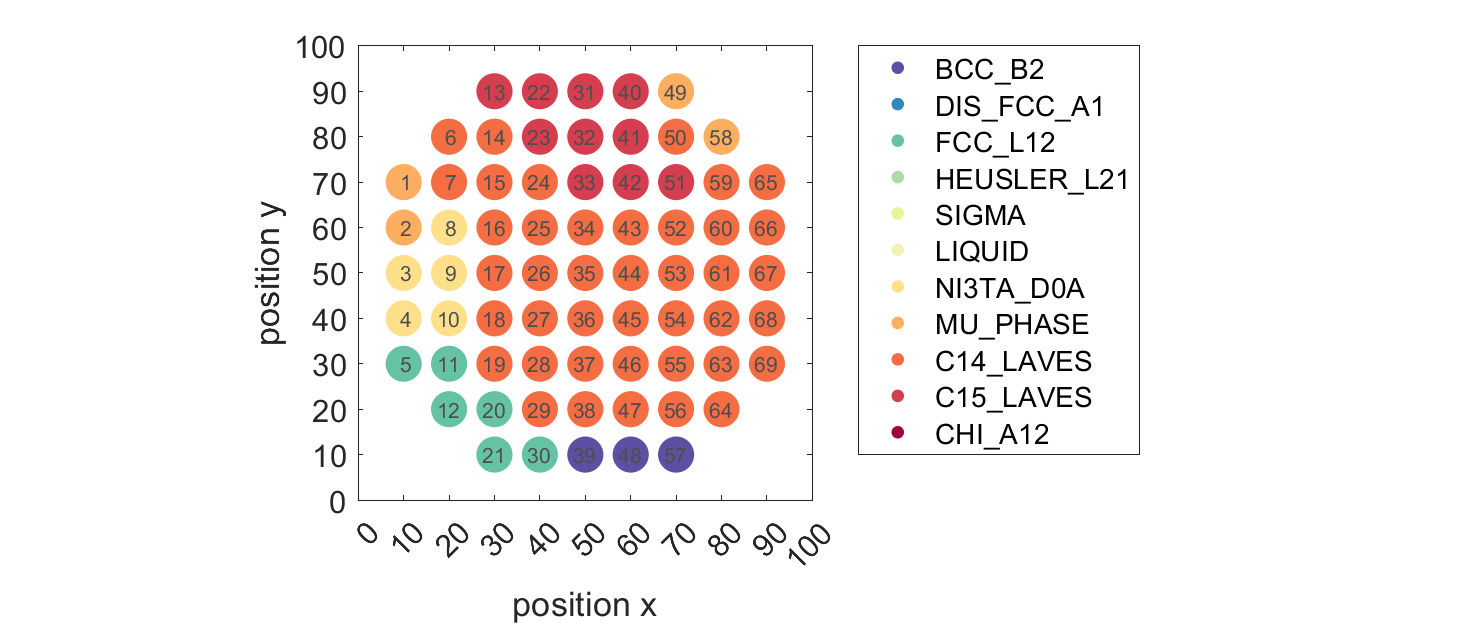 100
90 13 22 31 40 49
80 6 14 23 32 41 50 58
70 1 7 15 24 33 42 51 59 65
60 2 8 16 25 34 43 52 60 66
50 3 9 17 26 35 44 53 61 67
40 4 10 18 27 36 45 54 62 68
30 5 11 19 28 37 46 55 63 69
20 12 20 29 38 47 56 64
10 21 30 39 48 57
0
position y
0 10 20 30 40 50 60 70 80 90 100
position x
BCC_B2
DIS_FCC_A1
FCC_L12
HEUSLER_L21
SIGMA
LIQUID
NI3TA_D0A
MU_PHASE
C14_LAVES
C15_LAVES
CHI_A12